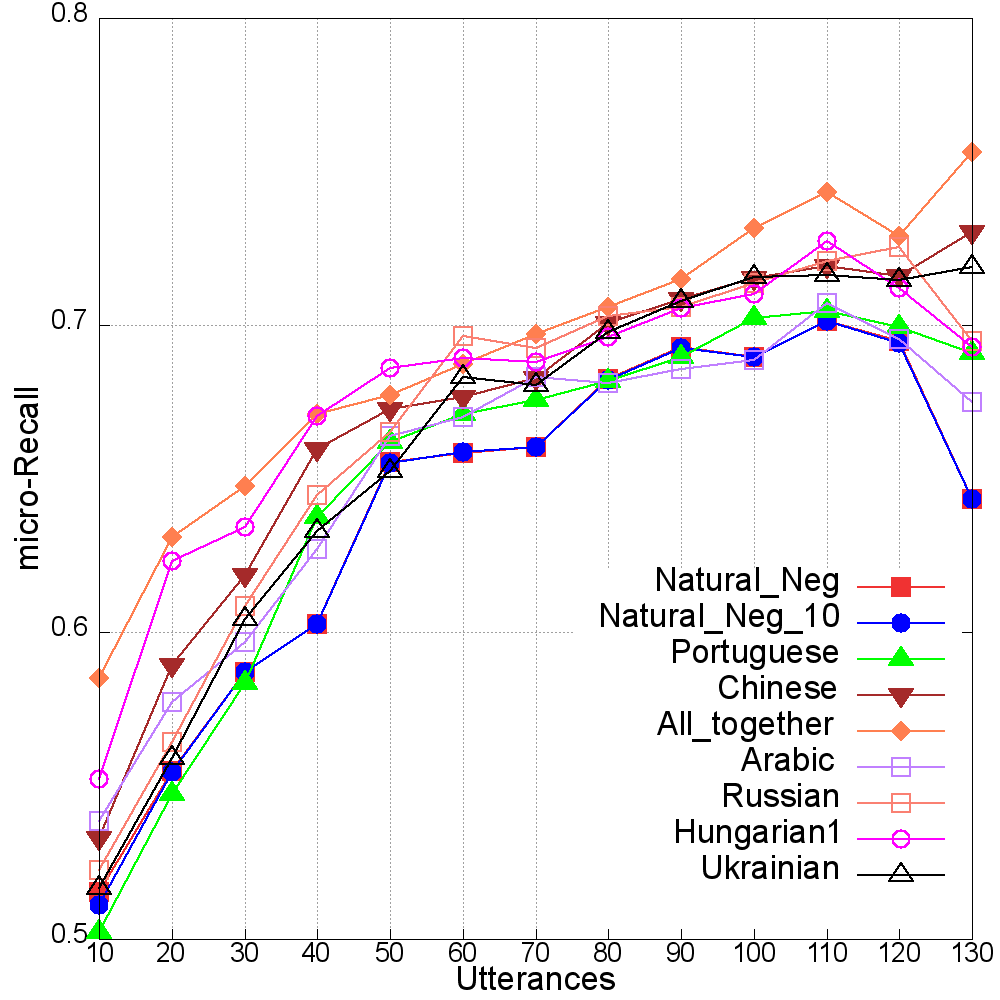 0.8
0.7
0.6
0.5
micro-Recall
Natural_Neg
Natural_Neg_10
Portuguese
Chinese
All_together
Arabic
Russian
Hungarian1
Ukrainian
10 20 30 40 50 60 70 80 90 100 110 120 130
Utterances